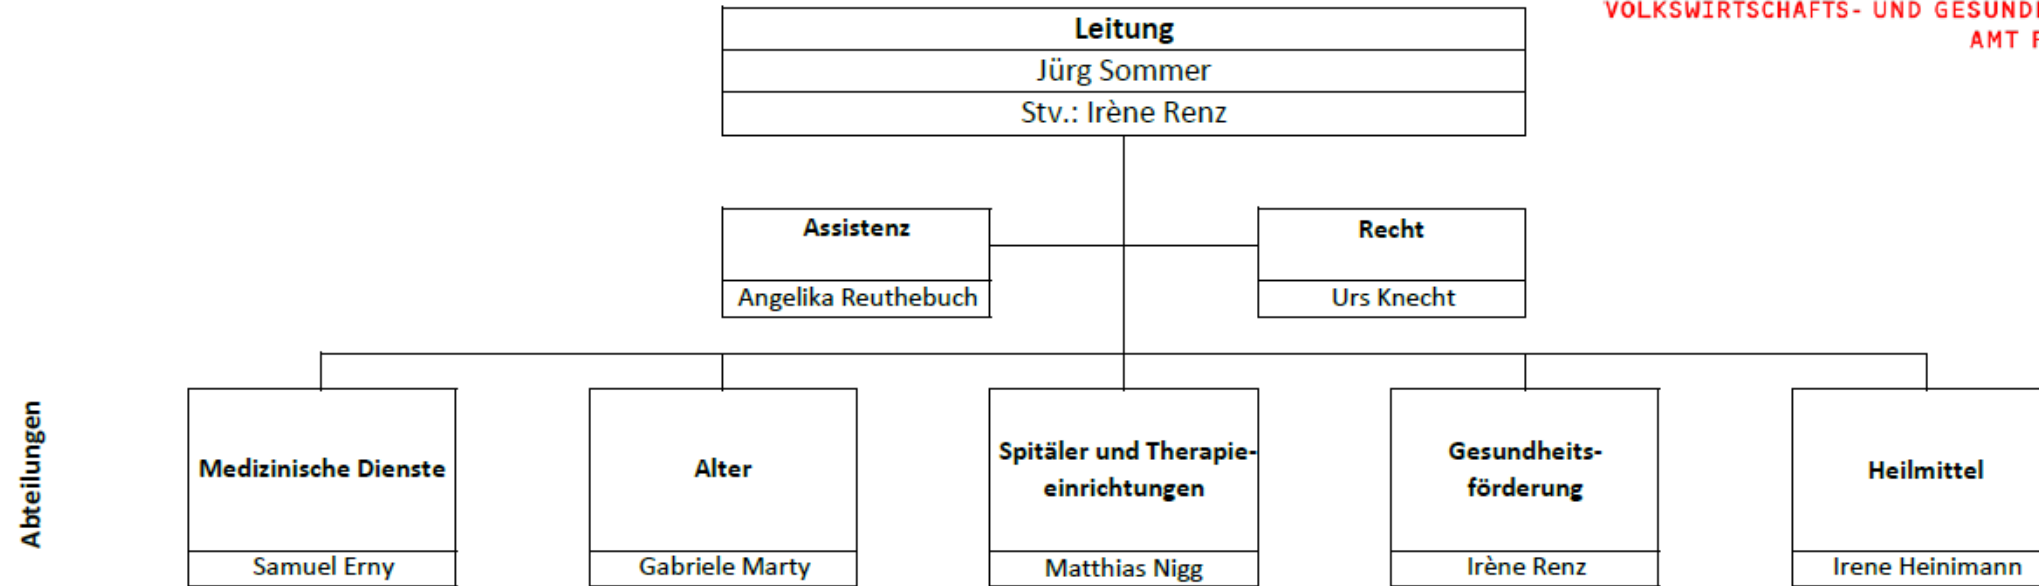 VOLKSWIRTSCHAFTS- UND
AMT
Leitung
Jürg Sommer
Stv.: Irène Renz
Assistenz
Angelika Reuthebuch
Recht
Urs Knecht
Abteilungen
Medizinische Dienste
Samuel Erny
Alter
Gabriele Marty
Spitäler und Therapie-
einrichtungen
Matthias Nigg
Gesundheits-
förderung
Irène Renz
Heilmittel
Irene Heinimann